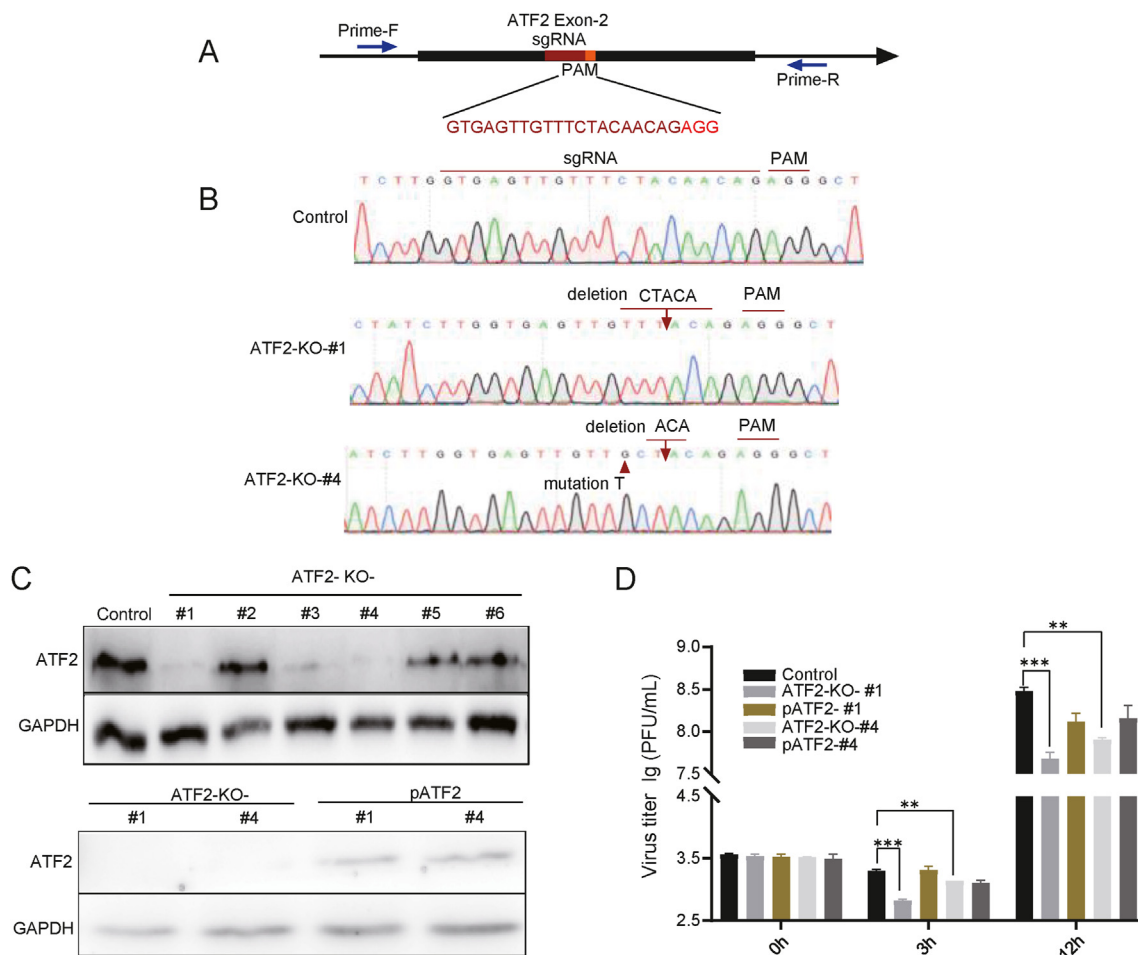 A
ATF2 Exon-2
Prime-F
sgRNA
PAM
Prime-R
GTGAGTTGTTTCTACAACAGAGG
B
sgRNA PAM
T C T T G G T G A G T T G T T T C T A C A A C A G A G G G C T
Control
deletion CTACA PAM
C T A T C T T G G T G A G T T G T T T A C A G A G G G C T
ATF2-KO-#1
deletion ACA PAM
A T C T T G G T G A G T T G T T G C T A C A G A G G G C T
ATF2-KO-#4
mutation T
C
ATF2- KO-
Control #1 #2 #3 #4 #5 #6
ATF2
GAPDH
ATF2-KO- pATF2
#1 #4 #1 #4
ATF2
GAPDH
D
Virus titer lg (PFU/mL)
9.0
8.5
8.0
7.5
4.5
3.5
2.5
Control
ATF2-KO- #1
pATF2- #1
ATF2-KO-#4
pATF2-#4
**
***
**
***
0h
3h
12h